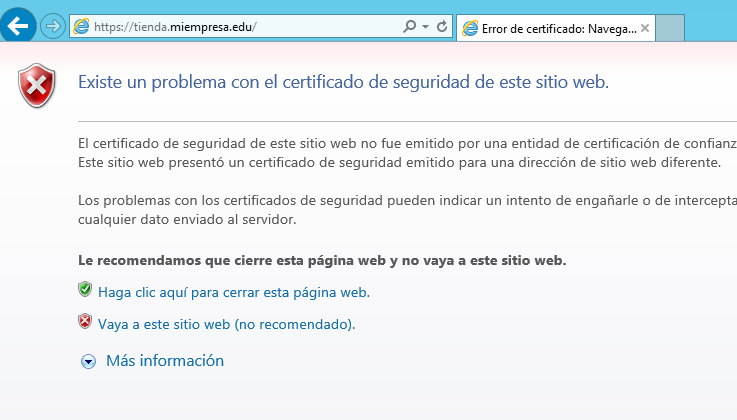 https://tienda.miempresa.edu/
Error de certificado: Navega...
Existe un problema con el certificado de seguridad de este sitio web.
El certificado de seguridad de este sitio web no fue emitido por una entidad de certificación de confianz
Este sitio web presentó un certificado de seguridad emitido para una dirección de sitio web diferente.
Los problemas con los certificados de seguridad pueden indicar un intento de engañarle o de intercepta
cualquier dato enviado al servidor.
Le recomendamos que cierre esta página web y no vaya a este sitio web.
Haga clic aquí para cerrar esta página web.
Vaya a este sitio web (no recomendado).
Más información